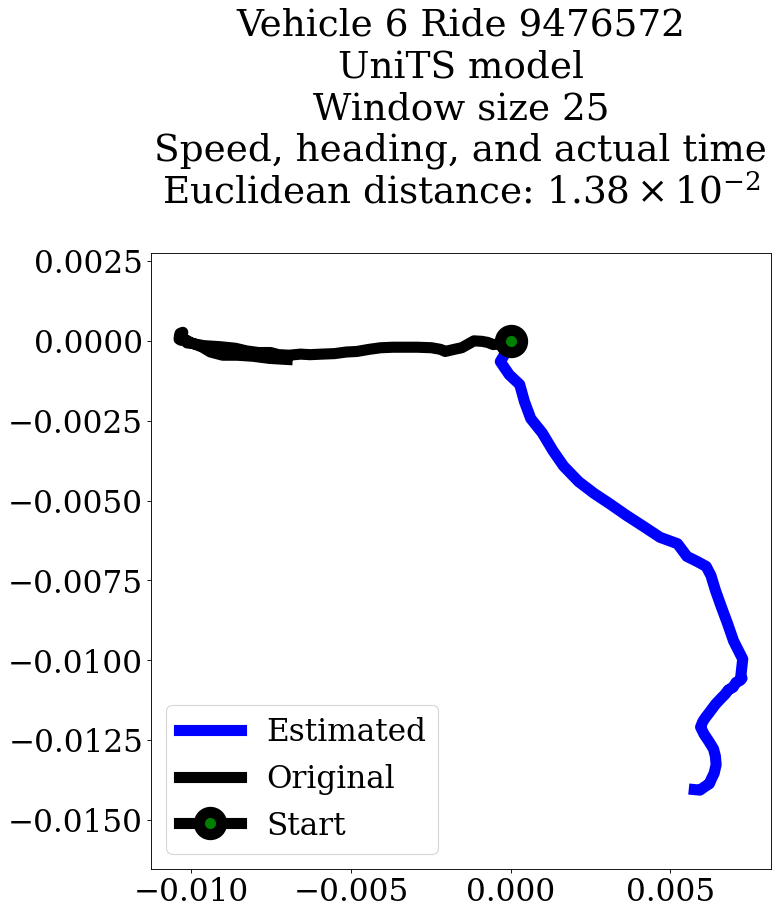 Vehicle 6 Ride 9476572
UniTS model
Window size 25
Speed, heading, and actual time
Euclidean distance: 1.38 × 10⁻²
0.0025
0.0000
−0.0025
−0.0050
−0.0075
−0.0100
−0.0125
−0.0150
Estimated
Original
Start
−0.010 −0.005 0.000 0.005